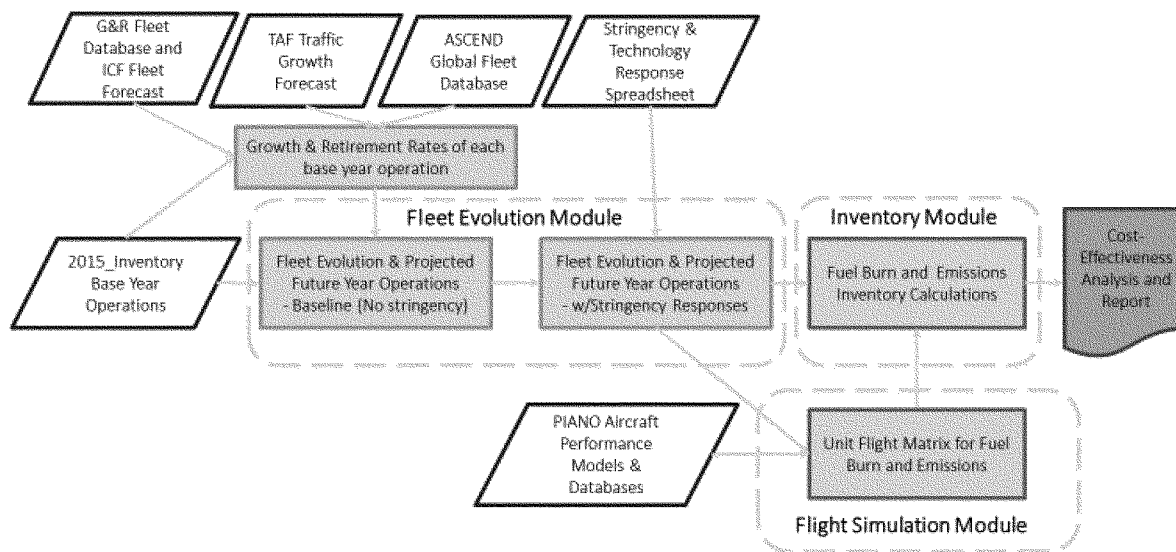 G&R Fleet
Database and
ICF Fleet
Forecast
TAF Traffic
Growth
Forecast
ASCEND
Global Fleet
Database
Stringency &
Technology
Response
Spreadsheet
Growth & Retirement Rates of each
base year operation
Fleet Evolution Module
Inventory Module
2015_Inventory
Base Year
Operations
Fleet Evolution & Projected
Future Year Operations
- Baseline (No stringency)
Fleet Evolution & Projected
Future Year Operations
- w/Stringency Responses
Fuel Burn and Emissions
Inventory Calculations
Cost-
Effectiveness
Analysis and
Report
PIANO Aircraft
Performance
Models &
Databases
Unit Flight Matrix for Fuel
Burn and Emissions
Flight Simulation Module